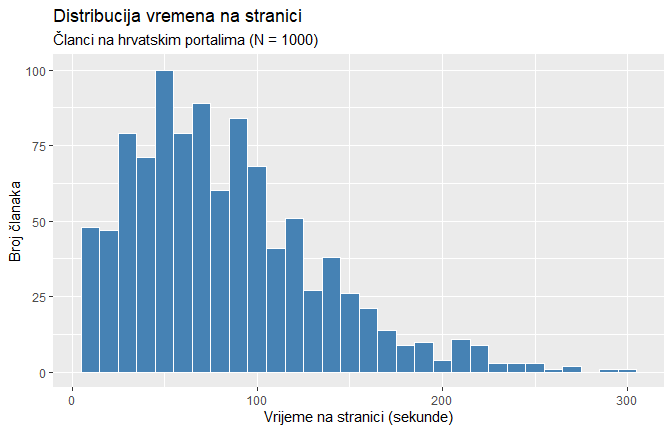 Distribucija vremena na stranici
Članci na hrvatskim portalima (N = 1000)
Broj članaka
100
75
50
25
0
0 100 200 300
Vrijeme na stranici (sekunde)